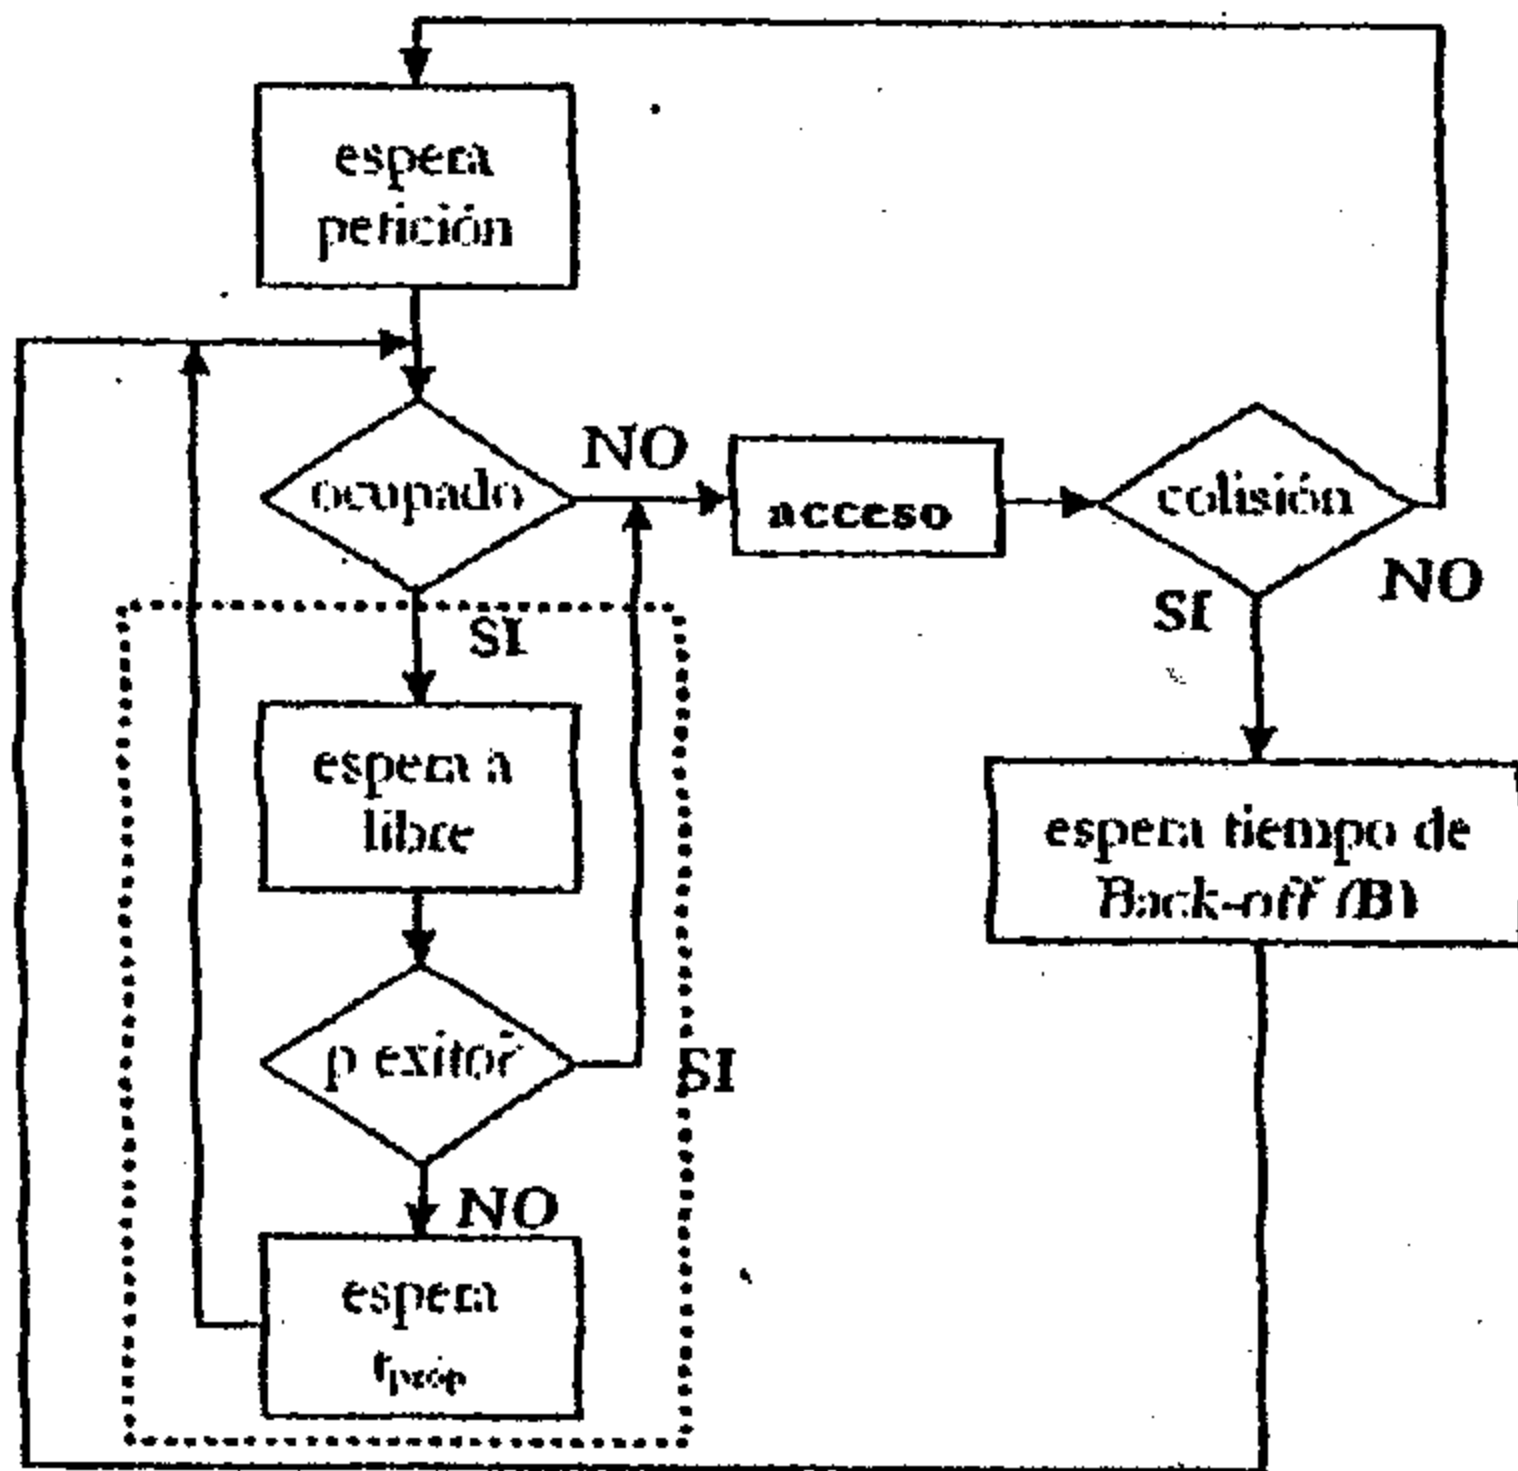 espera
petición
ocupado
NO
acceso
colisión
NO
SI
SI
espera a
libre
espera tiempo de
Back-off (B)
p exito?
SI
NO
espera
t_prop